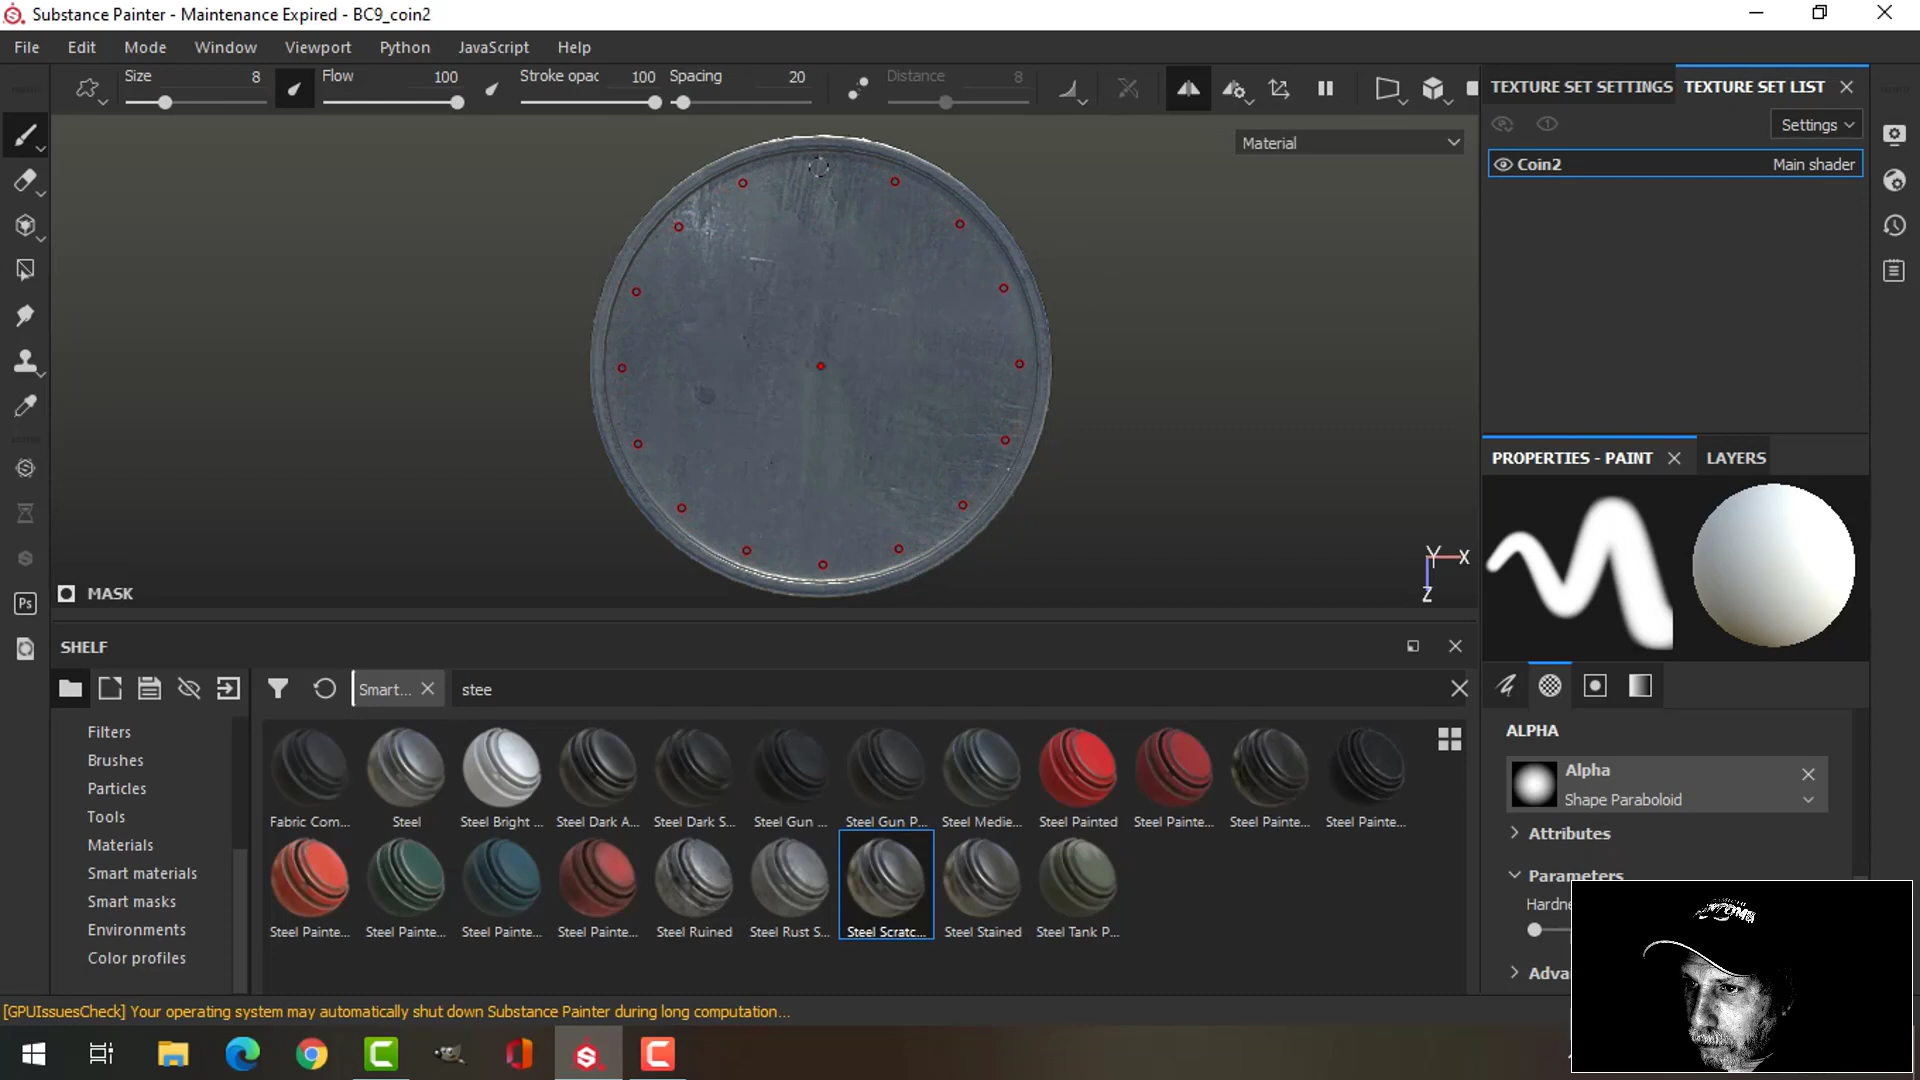 Substance Painter - Maintenance Expired - BC9_coin2
File Edit Mode Window Viewport Python JavaScript Help
Size 8 Flow 100 Stroke opac 100 Spacing 20 Distance 8
TEXTURE SET SETTINGS TEXTURE SET LIST
Settings
Material
Coin2 Main shader
Y X
Z
MASK
PROPERTIES - PAINT LAYERS
SHELF
Smart... stee
Filters
Brushes
Particles
Tools
Materials
Smart materials
Smart masks
Environments
Color profiles
Fabric Com... Steel Steel Bright ... Steel Dark A... Steel Dark S... Steel Gun ... Steel Gun P... Steel Medie... Steel Painted Steel Painte... Steel Painte... Steel Painte...
Steel Painte... Steel Painte... Steel Painte... Steel Painte... Steel Ruined Steel Rust S... Steel Scratc... Steel Stained Steel Tank P...
ALPHA
Alpha
Shape Paraboloid
Attributes
Parameters
Hardne
Adva
Ps
[GPUIssuesCheck] Your operating system may automatically shut down Substance Painter during long computation...